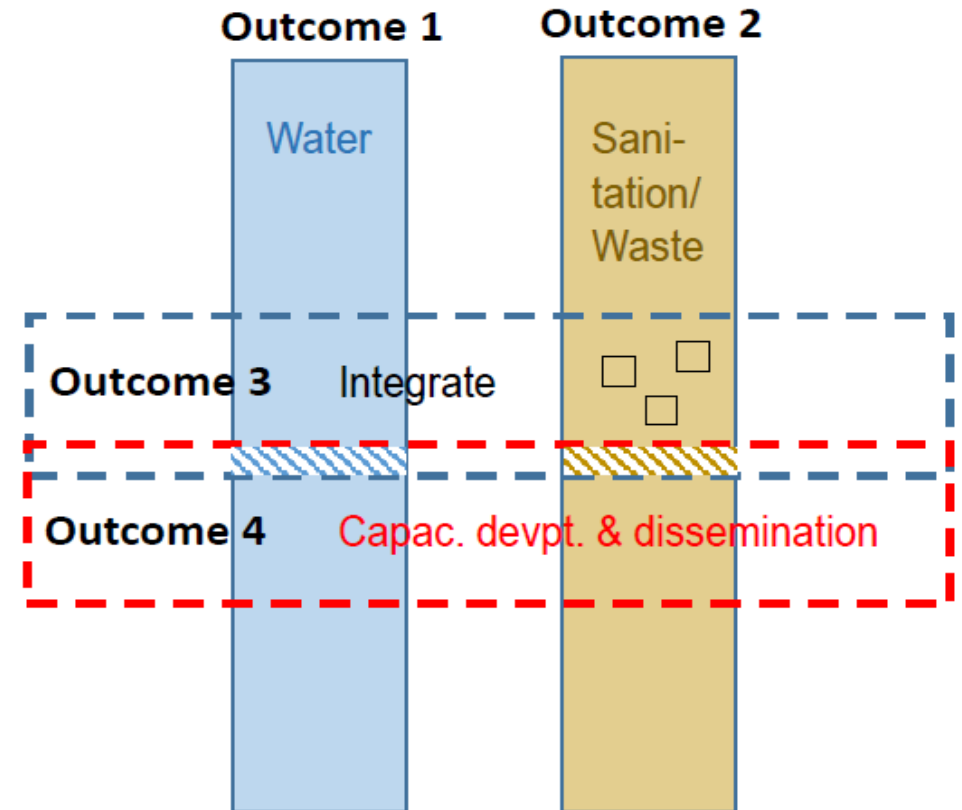 Outcome 1
Outcome 2
Water
Sani-
tation/
Waste
Outcome 3 Integrate
Outcome 4 Capac. devpt. & dissemination